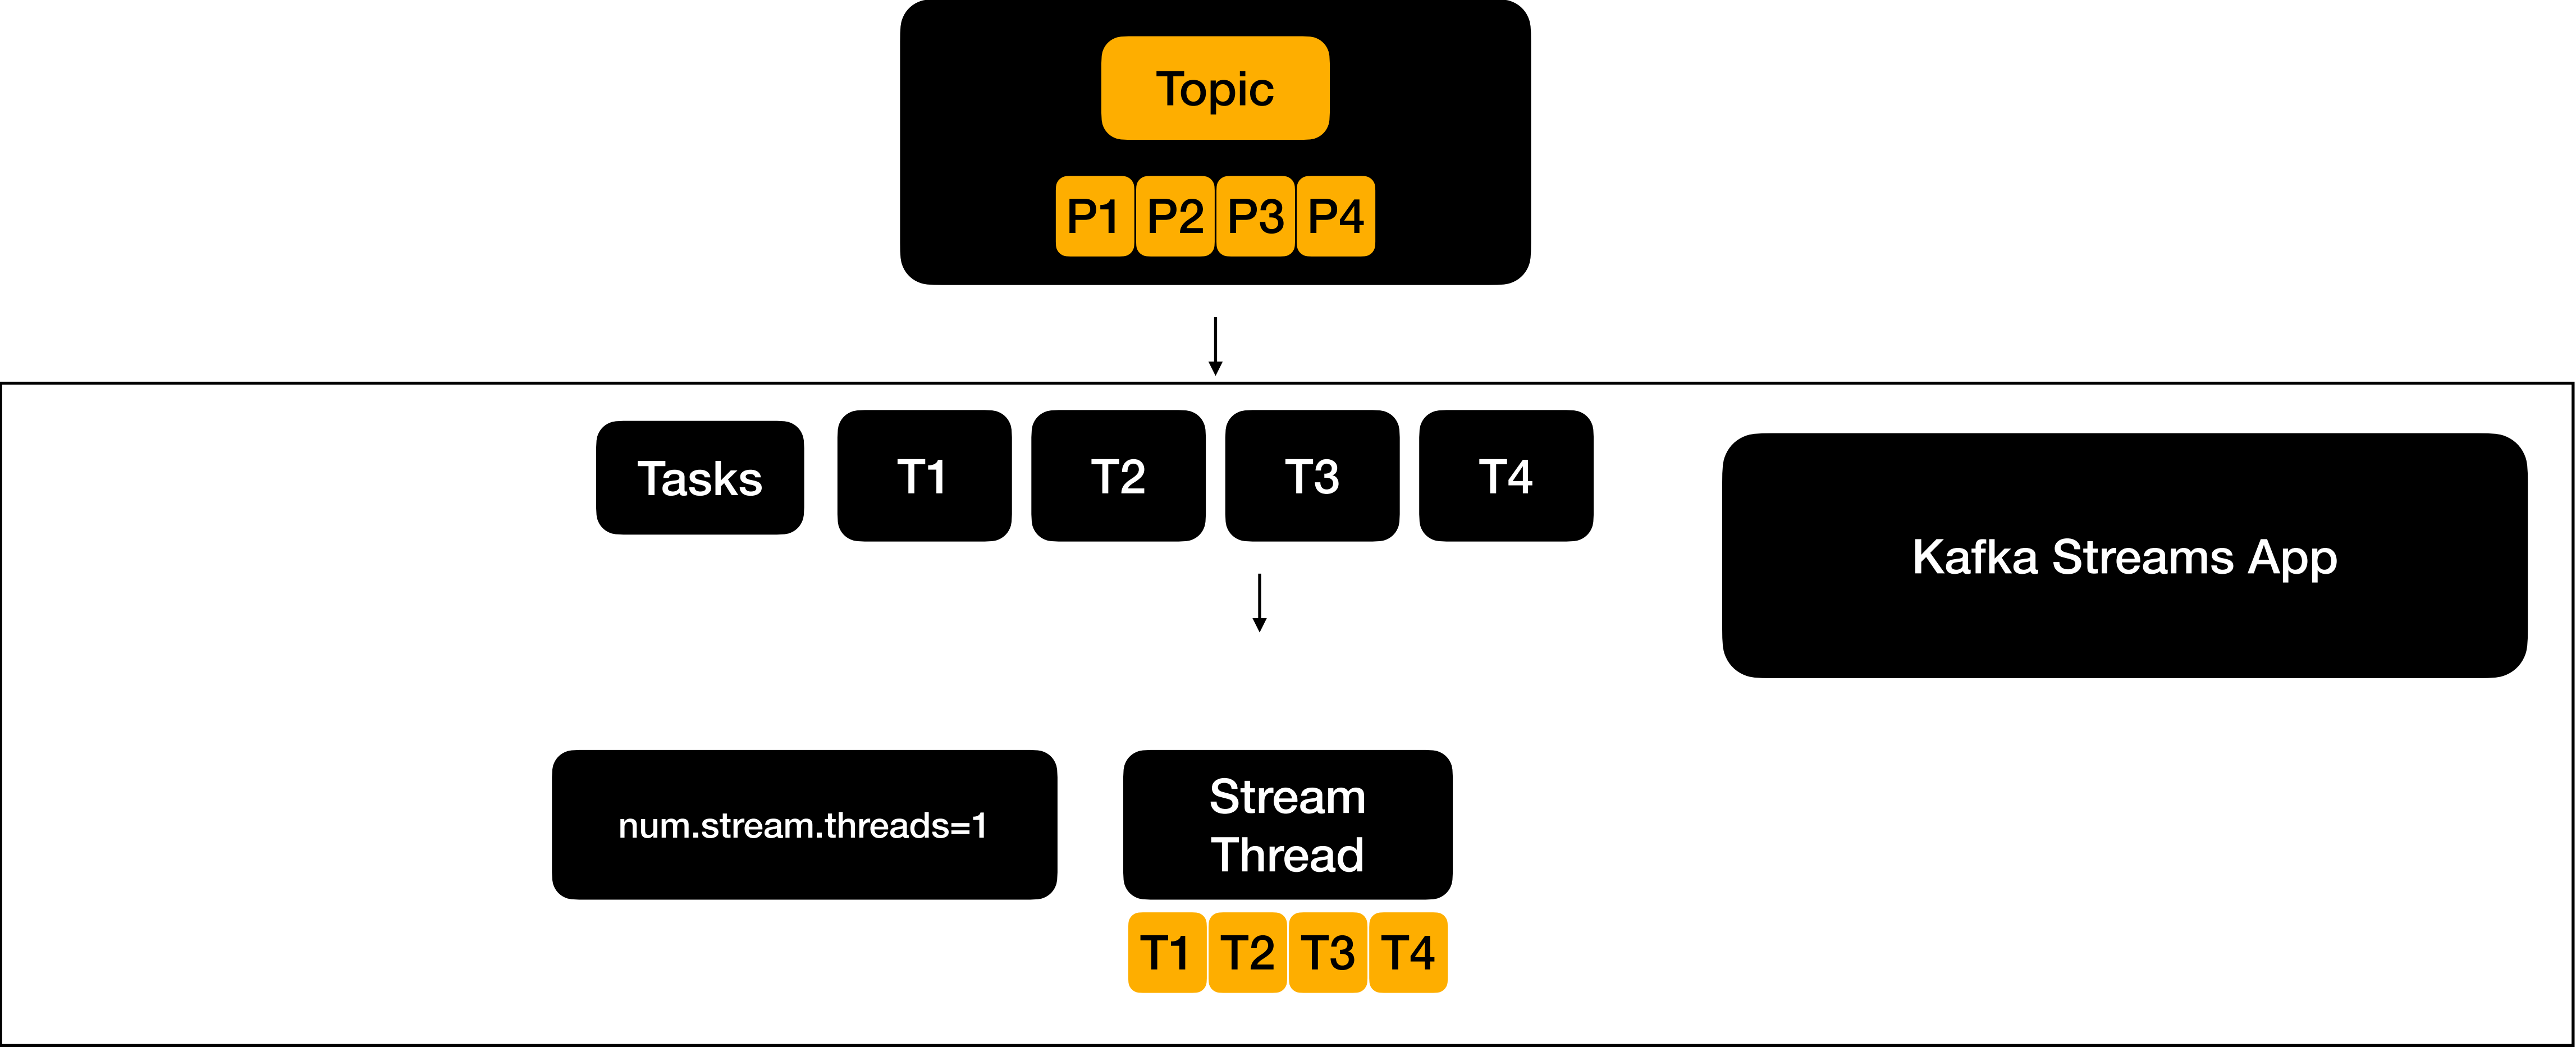 Topic
P1 P2 P3 P4
Tasks T1 T2 T3 T4
Kafka Streams App
num.stream.threads=1
Stream
Thread
T1 T2 T3 T4